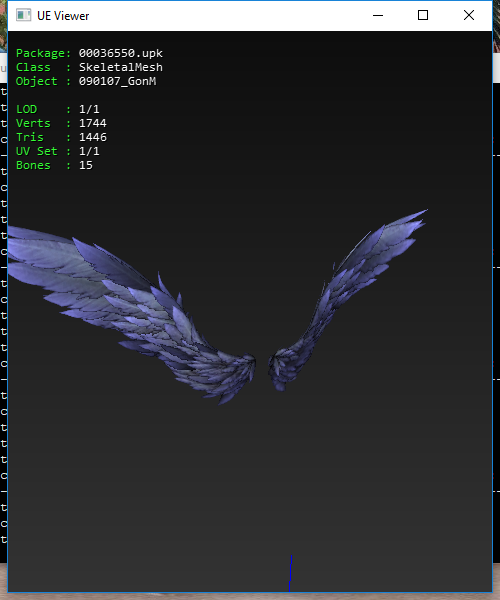 UE Viewer
Package: 00036550.upk
Class : SkeletalMesh
Object : 090107_GonM
LOD : 1/1
Verts : 1744
Tris : 1446
UV Set : 1/1
Bones : 15